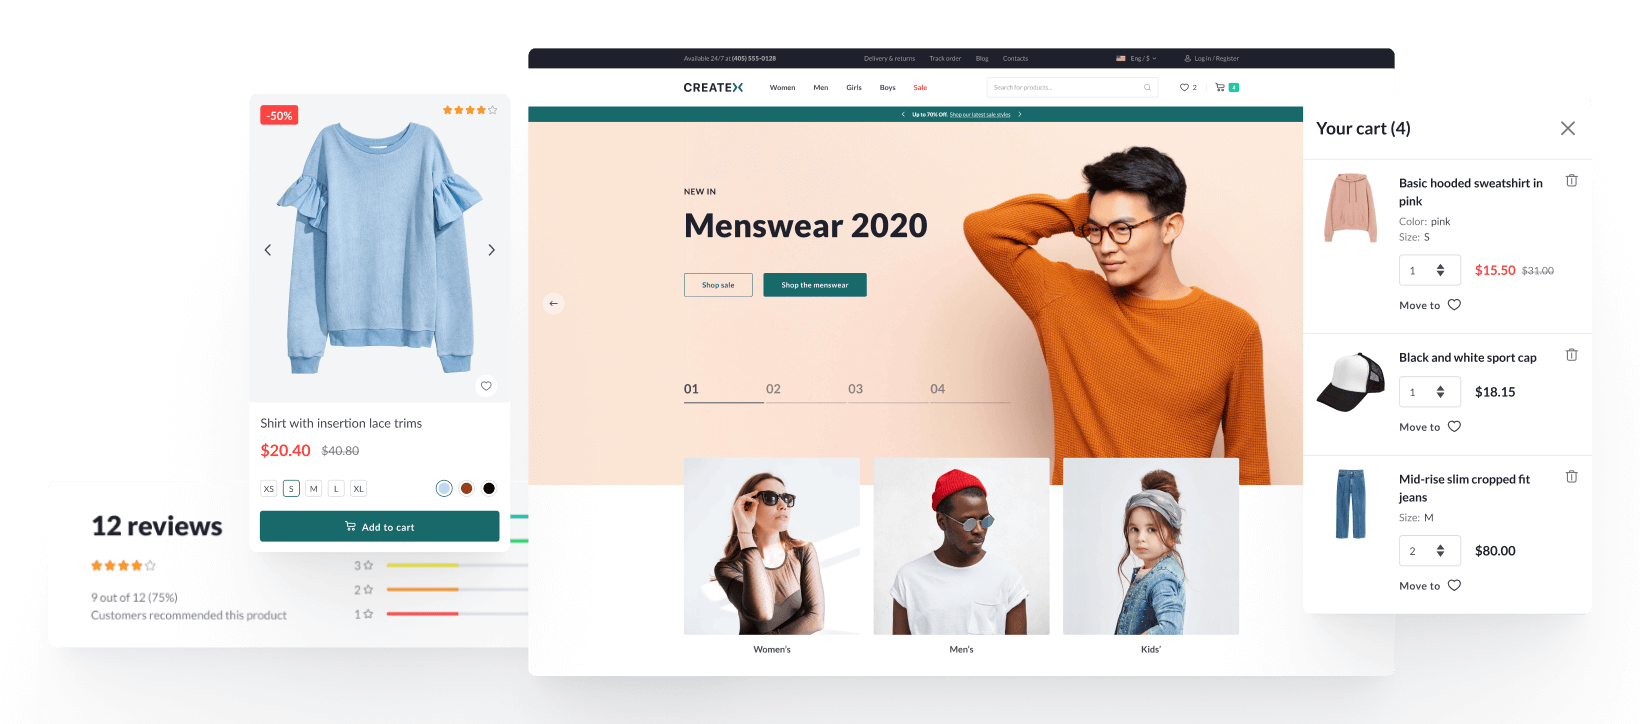 Available 24/7 at (405) 555-0128
Delivery & returns
Track order
Blog
Contacts
Eng / $
Log in / Register
CREATEX
Women
Men
Girls
Boys
Sale
Search for products...
2
4
Up to 70% Off. Shop our latest sale styles
-50%
Shirt with insertion lace trims
$20.40 $40.80
XS S M L XL
Add to cart
12 reviews
9 out of 12 (75%)
Customers recommended this product
3
2
1
NEW IN
Menswear 2020
Shop sale
Shop the menswear
01 02 03 04
Women's
Men's
Kids'
Your cart (4)
Basic hooded sweatshirt in
pink
Color: pink
Size: S
1
$15.50 $31.00
Move to
Black and white sport cap
1
$18.15
Move to
Mid-rise slim cropped fit
jeans
Size: M
2
$80.00
Move to